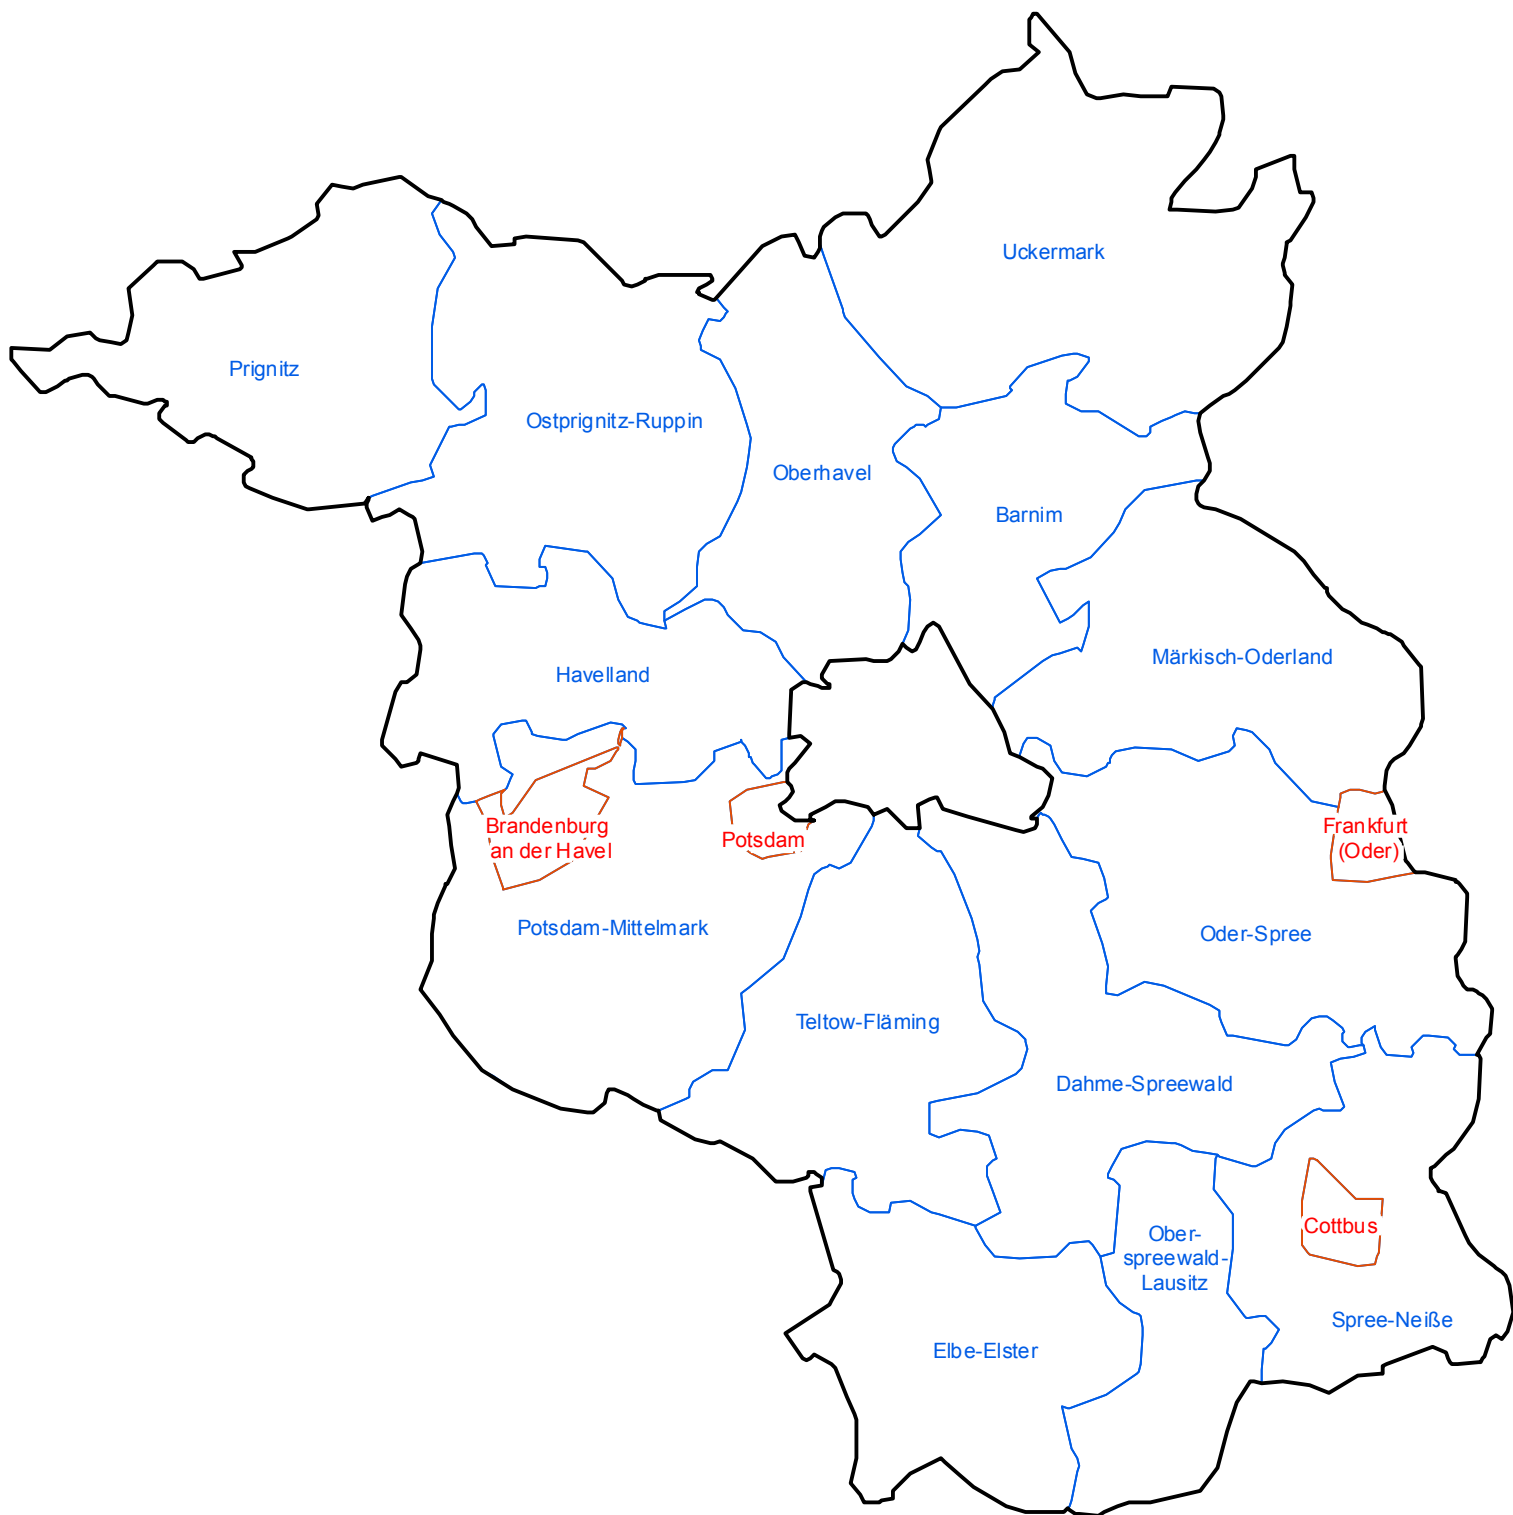 Uckermark
Prignitz
Ostprignitz-Ruppin
Oberhavel
Barnim
Märkisch-Oderland
Havelland
Brandenburg
an der Havel
Potsdam
Frankfurt
(Oder)
Potsdam-Mittelmark
Oder-Spree
Teltow-Fläming
Dahme-Spreewald
Cottbus
Ober-
spreewald-
Lausitz
Spree-Neiße
Elbe-Elster